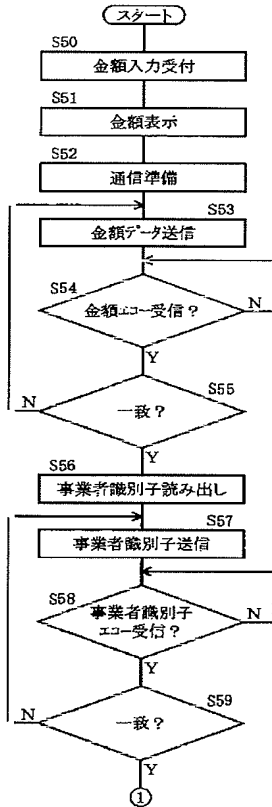 スタート
S50
金額入力受付
S51
金額表示
S52
通信準備
S53
金額データ送信
S54
金額エコー受信?
N
Y
S55
一致?
N
Y
S56
事業者識別子読み出し
S57
事業者識別子送信
S58
事業者識別子
エコー受信?
N
Y
S59
一致?
N
Y
1